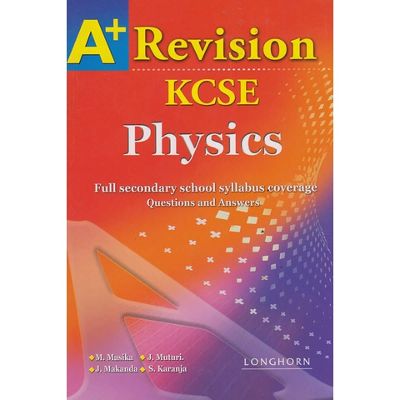 A+ Revision
KCSE
Physics
Full secondary school syllabus coverage
Questions and Answers
M. Masika J. Muturi.
J. Makanda S. Karanja
LONGHORN